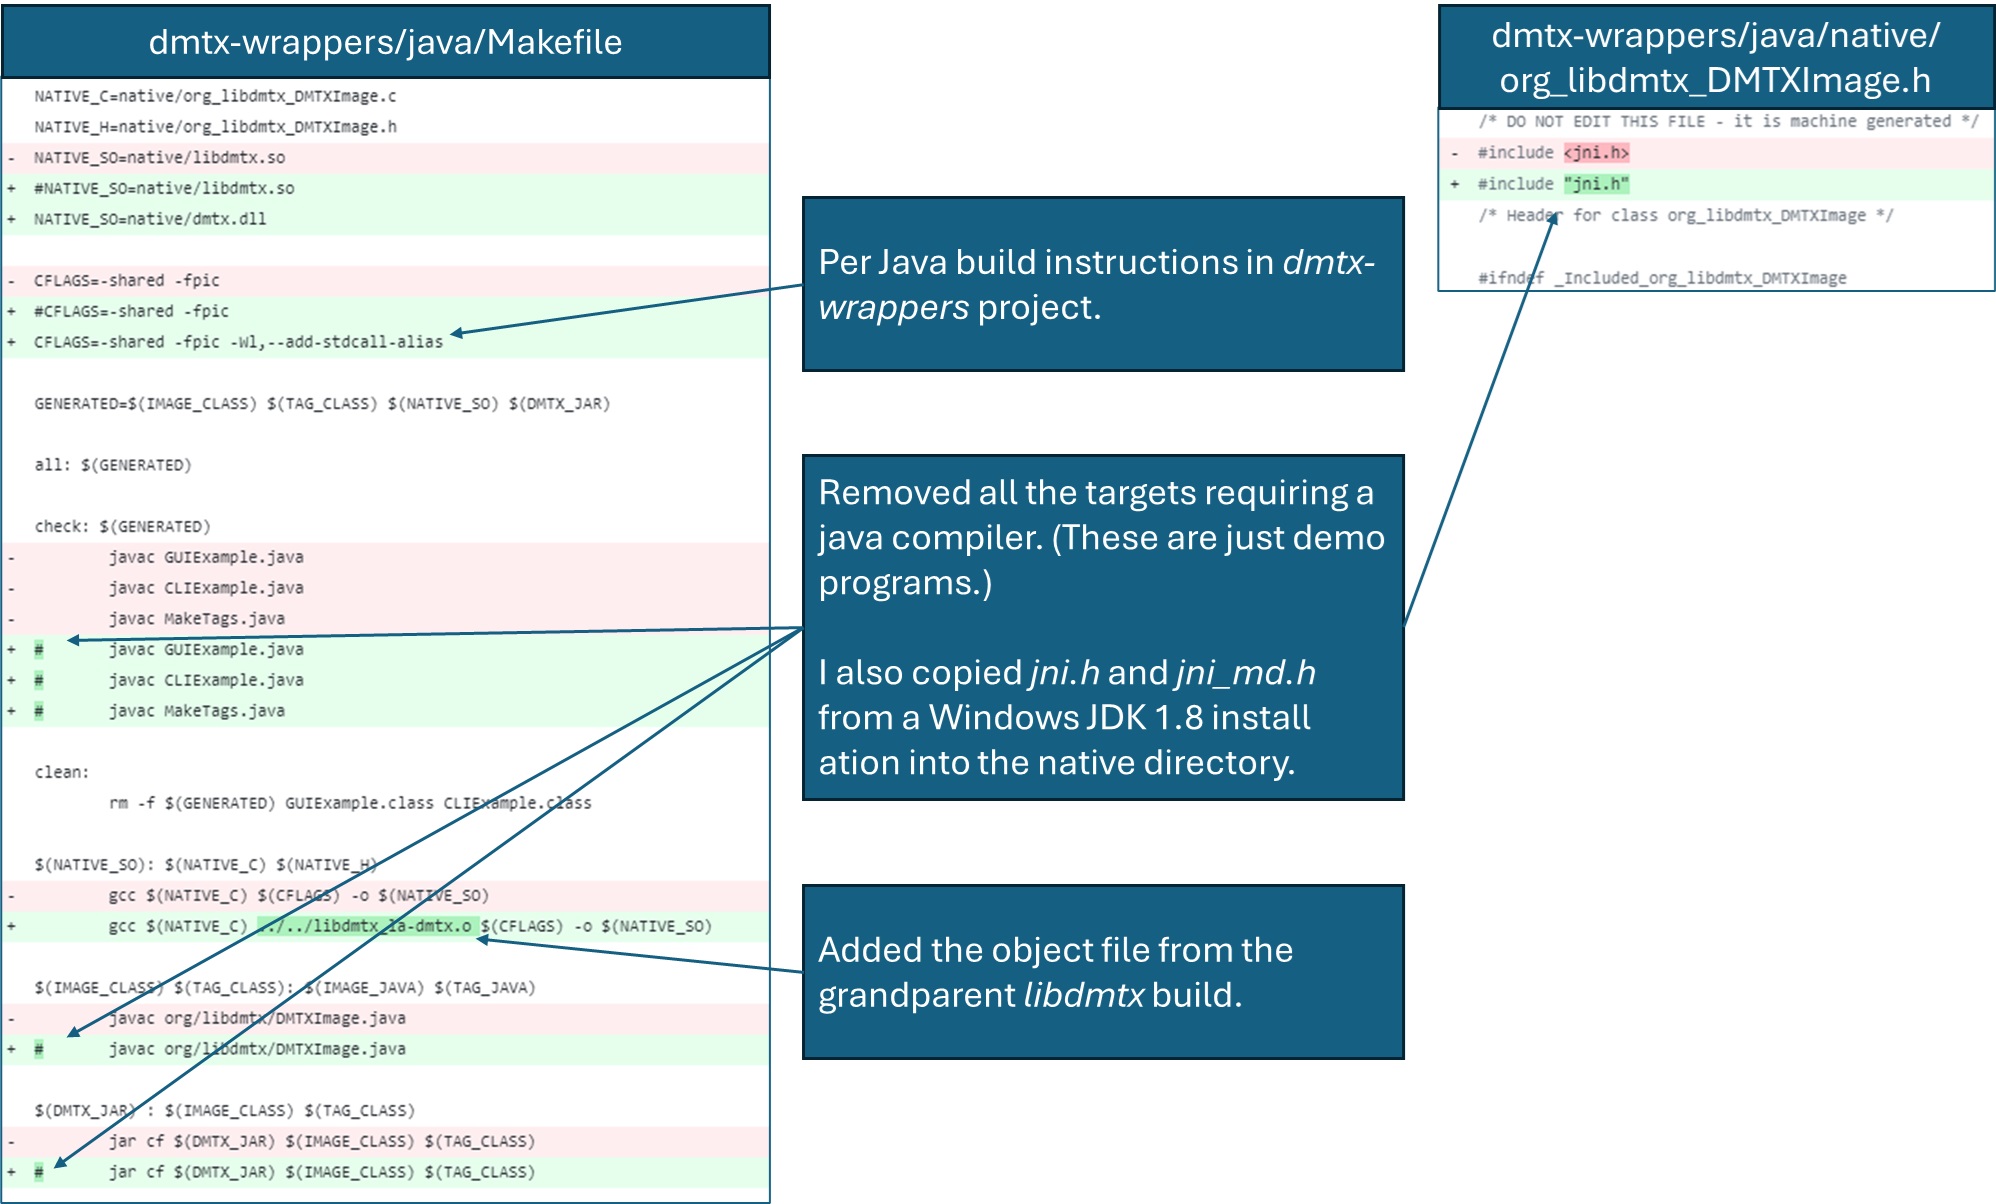 dmtx-wrappers/java/Makefile
NATIVE_C=native/org_libdmtx_DMTXImage.c
NATIVE_H=native/org_libdmtx_DMTXImage.h
- NATIVE_SO=native/libdmtx.so
+ #NATIVE_SO=native/libdmtx.so
+ NATIVE_SO=native/dmtx.dll
- CFLAGS=-shared -fpic
+ #CFLAGS=-shared -fpic
+ CFLAGS=-shared -fpic -Wl,--add-stdcall-alias
GENERATED=$(IMAGE_CLASS) $(TAG_CLASS) $(NATIVE_SO) $(DMTX_JAR)
all: $(GENERATED)
check: $(GENERATED)
- javac GUIExample.java
- javac CLIExample.java
- javac MakeTags.java
+ # javac GUIExample.java
+ # javac CLIExample.java
+ # javac MakeTags.java
clean:
rm -f $(GENERATED) GUIExample.class CLIExample.class
$(NATIVE_SO): $(NATIVE_C) $(NATIVE_H)
- gcc $(NATIVE_C) $(CFLAGS) -o $(NATIVE_SO)
+ gcc $(NATIVE_C) ../../libdmtx_la-dmtx.o $(CFLAGS) -o $(NATIVE_SO)
$(IMAGE_CLASS) $(TAG_CLASS): $(IMAGE_JAVA) $(TAG_JAVA)
- javac org/libdmtx/DMTXImage.java
+ # javac org/libdmtx/DMTXImage.java
$(DMTX_JAR) : $(IMAGE_CLASS) $(TAG_CLASS)
- jar cf $(DMTX_JAR) $(IMAGE_CLASS) $(TAG_CLASS)
+ # jar cf $(DMTX_JAR) $(IMAGE_CLASS) $(TAG_CLASS)
Per Java build instructions in dmtx-
wrappers project.
Removed all the targets requiring a
java compiler. (These are just demo
programs.)
I also copied jni.h and jni_md.h
from a Windows JDK 1.8 install
ation into the native directory.
Added the object file from the
grandparent libdmtx build.
dmtx-wrappers/java/native/
org_libdmtx_DMTXImage.h
/* DO NOT EDIT THIS FILE - it is machine generated */
- #include <jni.h>
+ #include "jni.h"
/* Header for class org_libdmtx_DMTXImage */
#ifndef _Included_org_libdmtx_DMTXImage